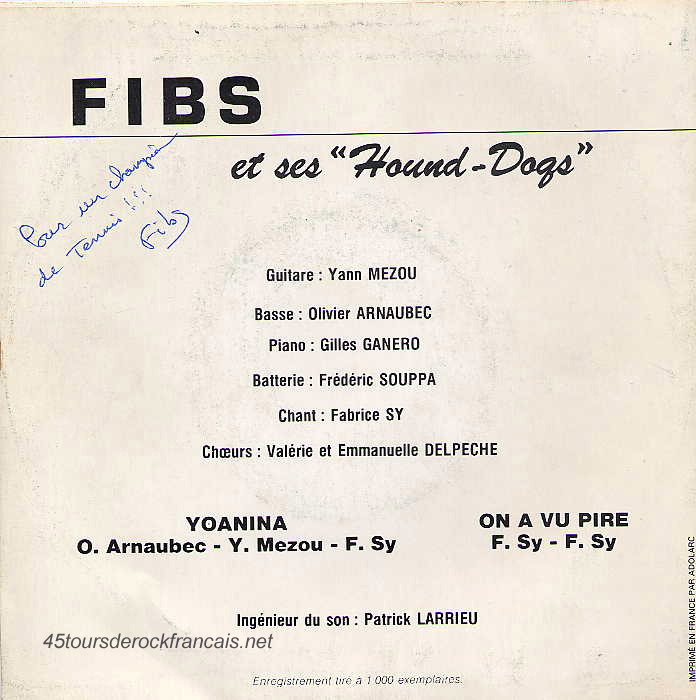 FIBS
et ses "Hound-Dogs"
Pour un champion
de Tennis !!!
Fibs
Guitare : Yann MEZOU
Basse : Olivier ARNAUBEC
Piano : Gilles GANERO
Batterie : Frédéric SOUPPA
Chant : Fabrice SY
Chœurs : Valérie et Emmanuelle DELPECHE
YOANINA
O. Arnaubec - Y. Mezou - F. Sy
ON A VU PIRE
F. Sy - F. Sy
Ingénieur du son : Patrick LARRIEU
45toursderockfrancais.net
Enregistrement tiré à 1 000 exemplaires.
IMPRIMÉ EN FRANCE PAR ADOLARC